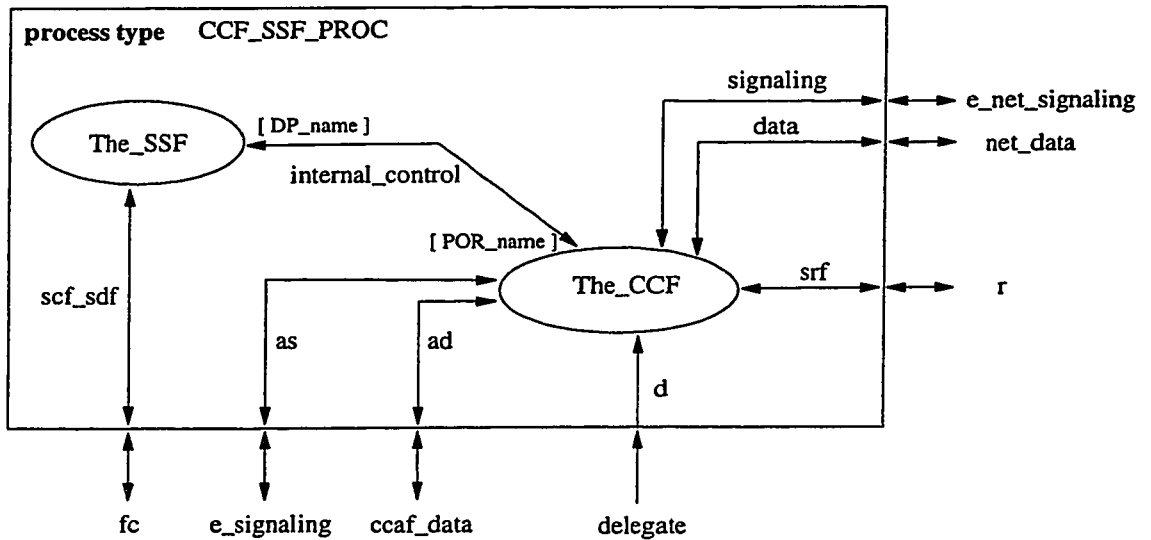 process type CCF_SSF_PROC
signaling
e_net_signaling
The_SSF
[ DP_name ]
data
net_data
internal_control
[ POR_name ]
scf_sdf
The_CCF
srf
r
as
ad
d
fc
e_signaling
ccaf_data
delegate